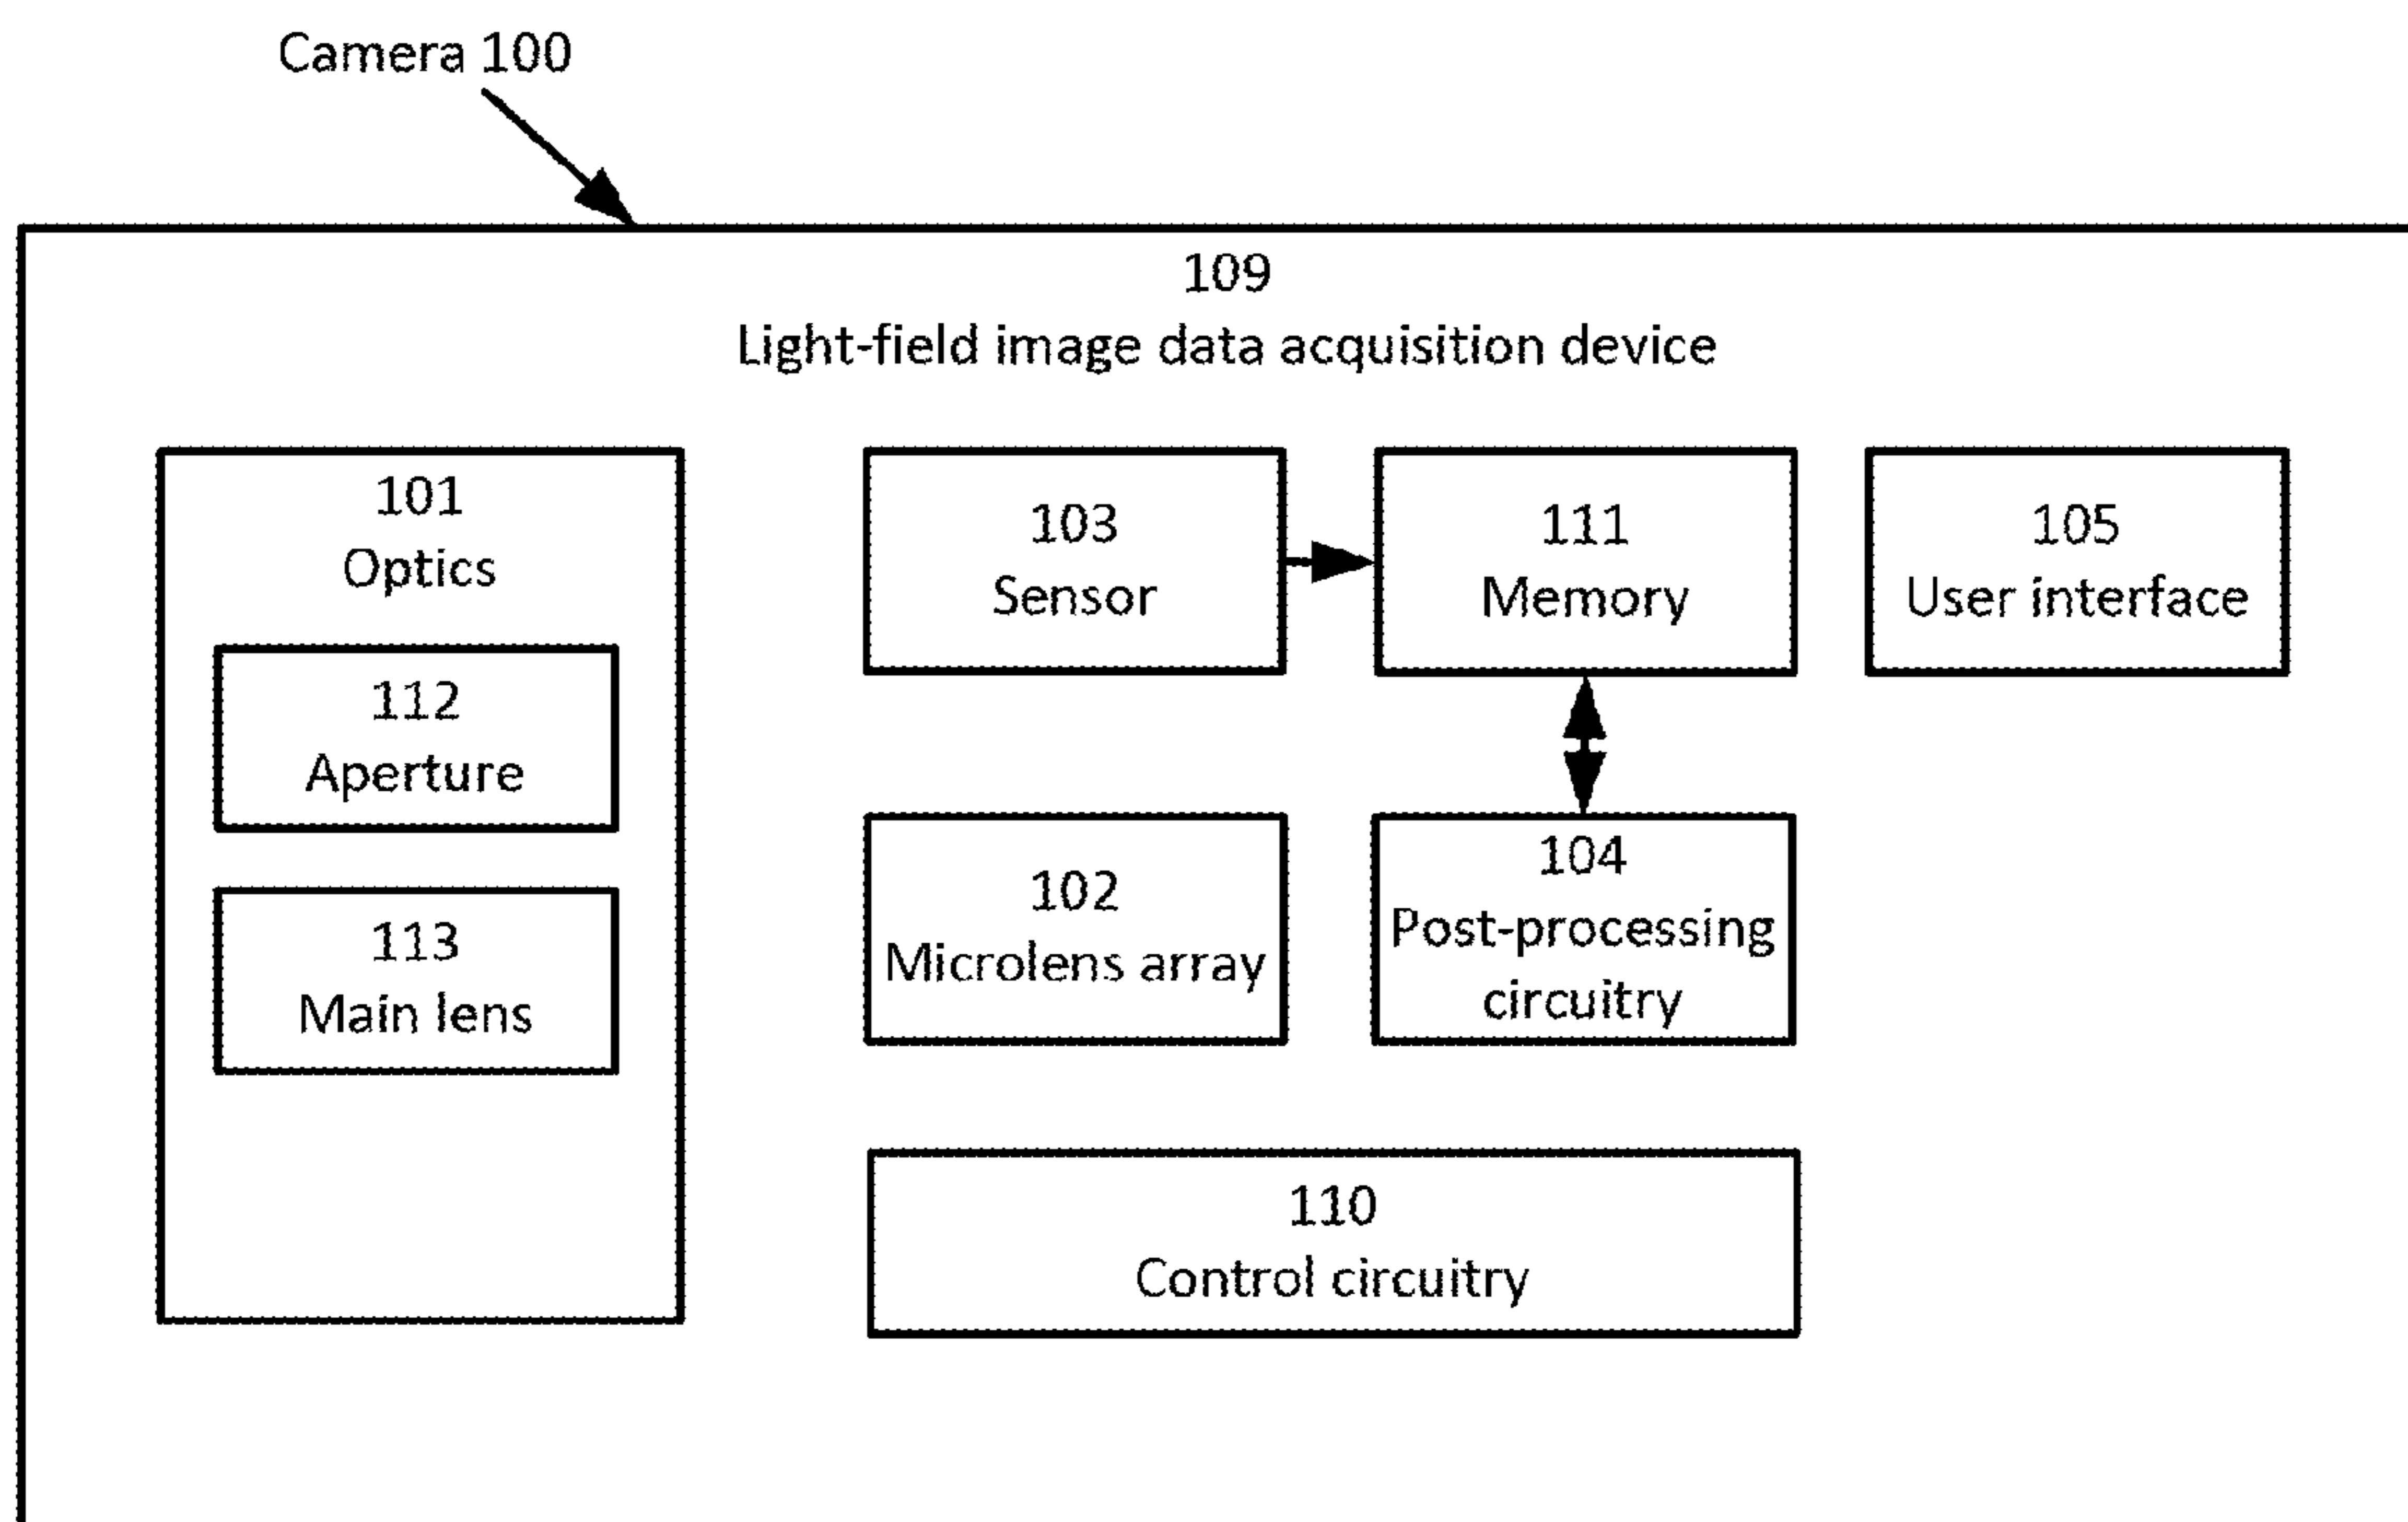 Camera 100
109
Light-field image data acquisition device
101
Optics
112
Aperture
113
Main lens
103
Sensor
111
Memory
105
User interface
102
Microlens array
104
Post-processing
circuitry
110
Control circuitry